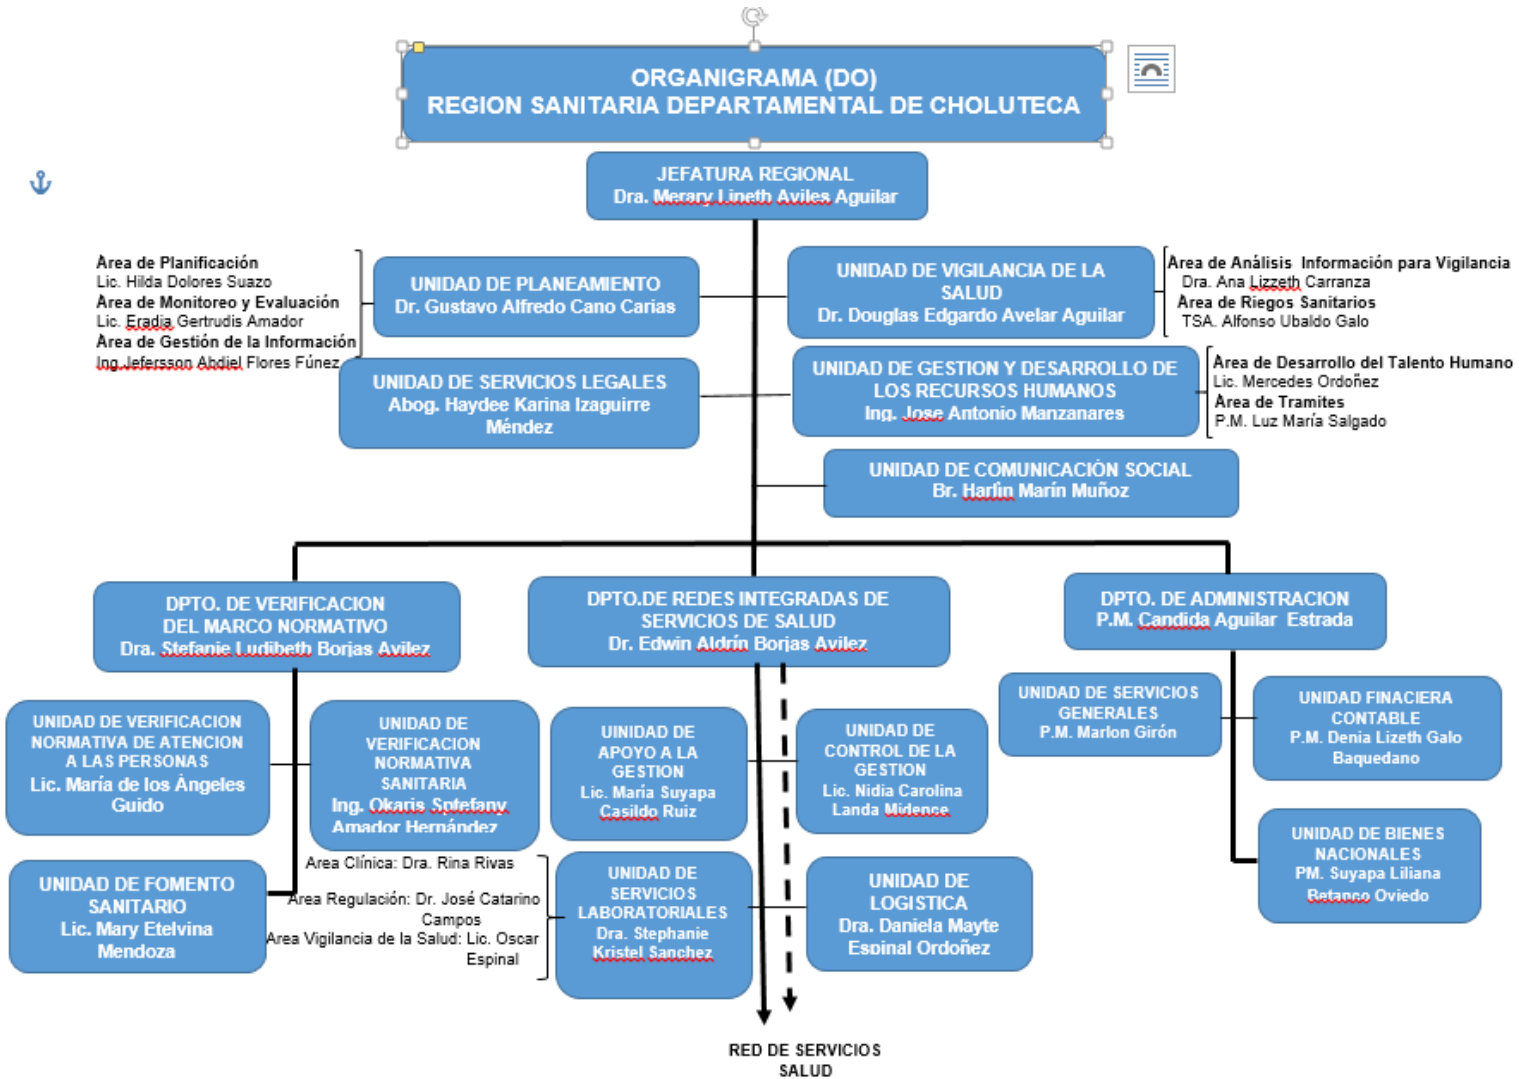 ORGANIGRAMA (DO)
REGION SANITARIA DEPARTAMENTAL DE CHOLUTECA
JEFATURA REGIONAL
Dra. Merary Lineth Aviles Aguilar
Àrea de Planificación
Lic. Hilda Dolores Suazo
Àrea de Monitoreo y Evaluación
Lic. Eradia Gertrudis Amador
Àrea de Gestión de la Información
Ing.Jefersson Abdiel Flores Fúnez
UNIDAD DE PLANEAMIENTO
Dr. Gustavo Alfredo Cano Carias
UNIDAD DE VIGILANCIA DE LA
SALUD
Dr. Douglas Edgardo Avelar Aguilar
Àrea de Análisis Información para Vigilancia
Dra. Ana Lizzeth Carranza
Àrea de Riegos Sanitarios
TSA. Alfonso Ubaldo Galo
UNIDAD DE SERVICIOS LEGALES
Abog. Haydee Karina Izaguirre
Méndez
UNIDAD DE GESTION Y DESARROLLO DE
LOS RECURSOS HUMANOS
Ing. Jose Antonio Manzanares
Àrea de Desarrollo del Talento Humano
Lic. Mercedes Ordoñez
Àrea de Tramites
P.M. Luz María Salgado
UNIDAD DE COMUNICACIÓN SOCIAL
Br. Harlin Marín Muñoz
DPTO. DE VERIFICACION
DEL MARCO NORMATIVO
Dra. Stefanie Ludibeth Borjas Avilez
DPTO.DE REDES INTEGRADAS DE
SERVICIOS DE SALUD
Dr. Edwin Aldrín Borjas Avilez
DPTO. DE ADMINISTRACION
P.M. Candida Aguilar Estrada
UNIDAD DE VERIFICACION
NORMATIVA DE ATENCION
A LAS PERSONAS
Lic. María de los Ángeles
Guido
UNIDAD DE
VERIFICACION
NORMATIVA
SANITARIA
Ing. Okaris Sptefany
Amador Hernández
UNIDAD DE FOMENTO
SANITARIO
Lic. Mary Etelvina
Mendoza
UINIDAD DE
APOYO A LA
GESTION
Lic. María Suyapa
Casildo Ruiz
UNIDAD DE
CONTROL DE LA
GESTION
Lic. Nidia Carolina
Landa Midence
Area Clínica: Dra. Rina Rivas
Area Regulación: Dr. José Catarino
Campos
Area Vigilancia de la Salud: Lic. Oscar
Espinal
UNIDAD DE
SERVICIOS
LABORATORIALES
Dra. Stephanie
Kristel Sanchez
UNIDAD DE
LOGISTICA
Dra. Daniela Mayte
Espinal Ordoñez
UNIDAD DE SERVICIOS
GENERALES
P.M. Marlon Girón
UNIDAD FINACIERA
CONTABLE
P.M. Denia Lizeth Galo
Baquedano
UNIDAD DE BIENES
NACIONALES
PM. Suyapa Liliana
Betanco Oviedo
RED DE SERVICIOS
SALUD